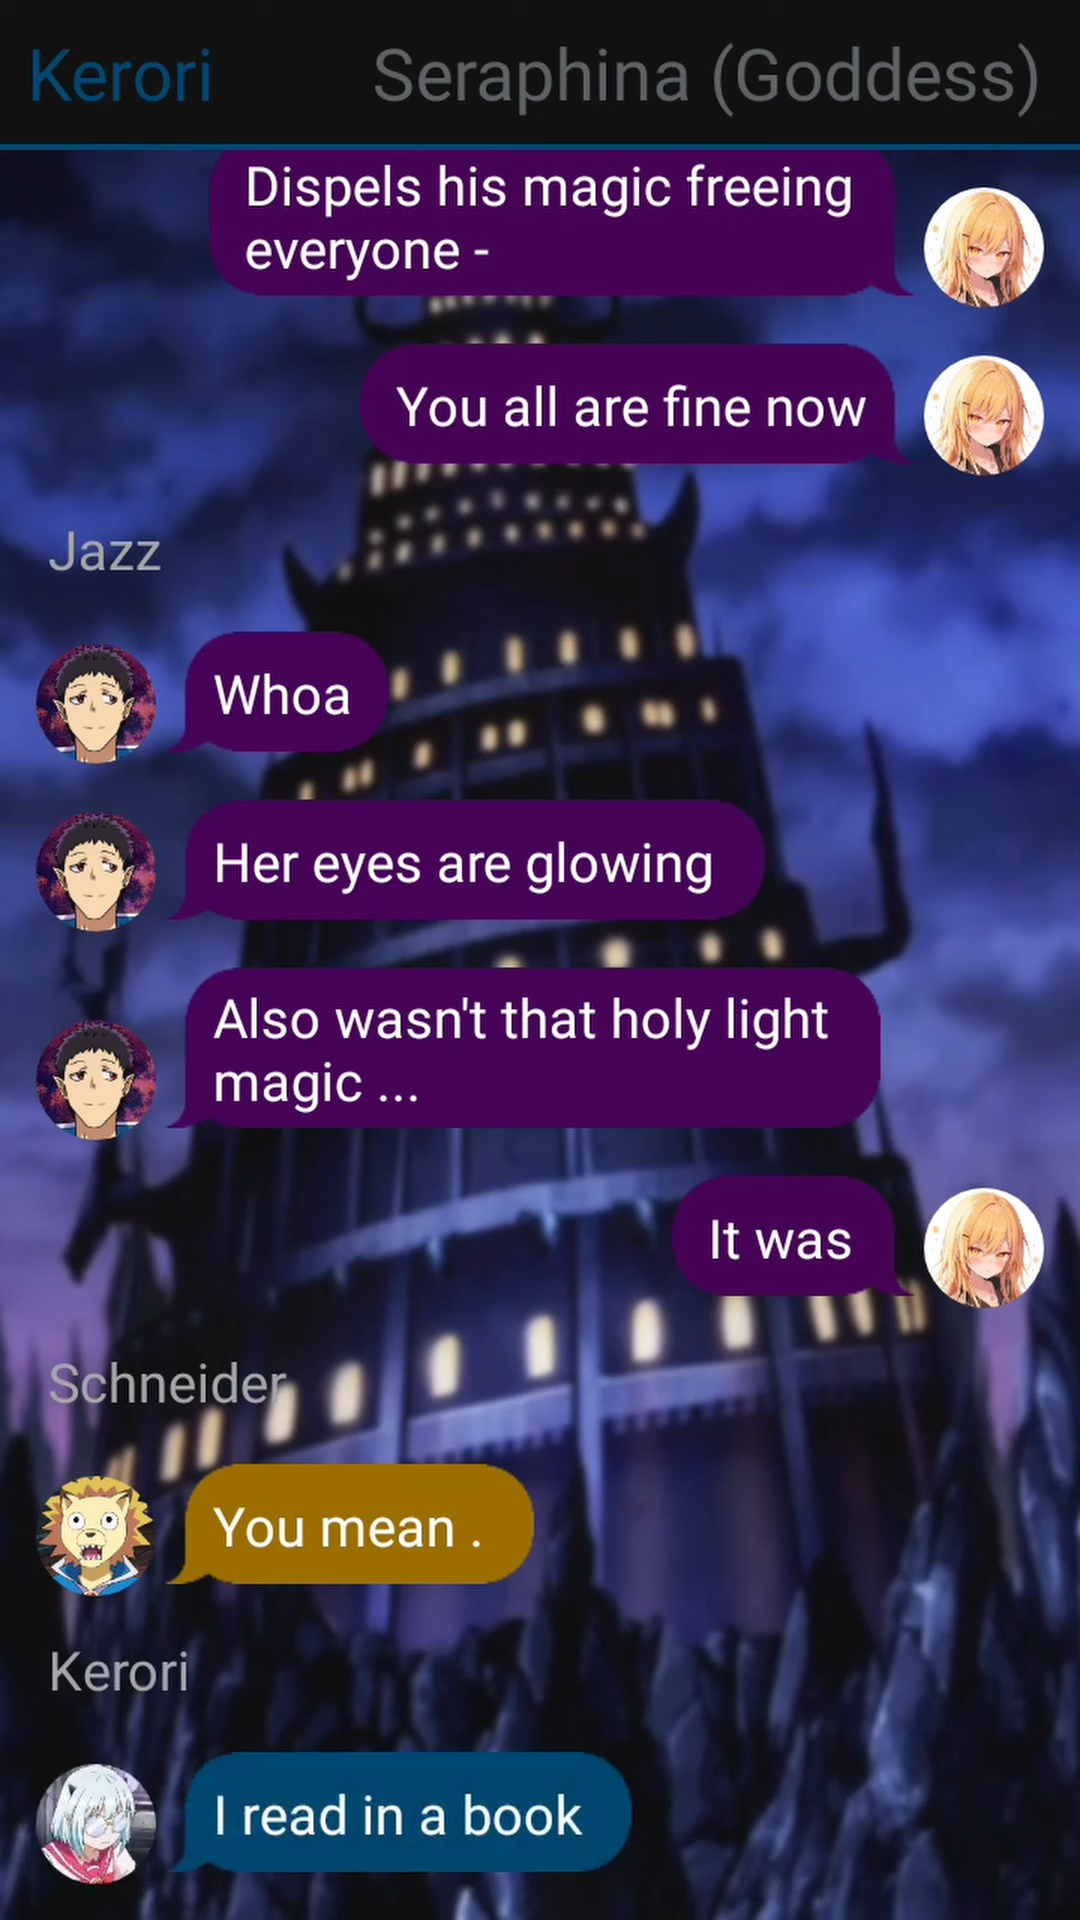 Kerori
Seraphina (Goddess)
Dispels his magic freeing
everyone -
You all are fine now
Jazz
Whoa
Her eyes are glowing
Also wasn't that holy light
magic ...
It was
Schneider
You mean .
Kerori
I read in a book